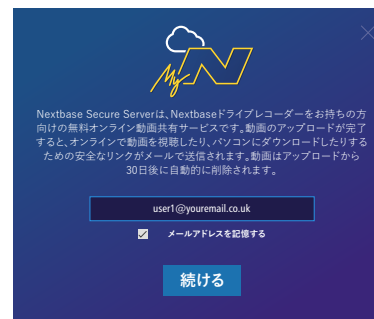 My N
Nextbase Secure Serverは、Nextbaseドライブレコーダーをお持ちの方
向けの無料オンライン動画共有サービスです。動画のアップロードが完了
すると、オンラインで動画を視聴したり、パソコンにダウンロードしたりする
ための安全なリンクがメールで送信されます。動画はアップロードから
30日後に自動的に削除されます。
user1@youremail.co.uk
メールアドレスを記憶する
続ける